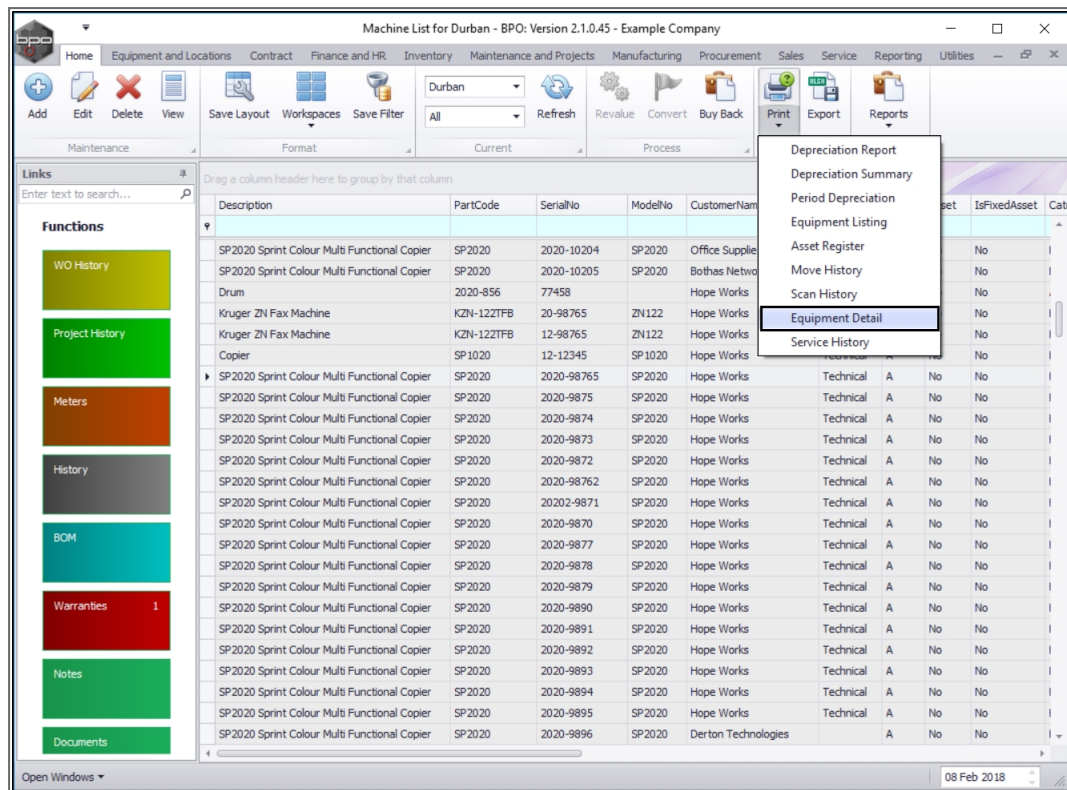 bpo
Machine List for Durban - BPO: Version 2.1.0.45 - Example Company
Home Equipment and Locations Contract Finance and HR Inventory Maintenance and Projects Manufacturing Procurement Sales Service Reporting Utilities
Durban
All
Add Edit Delete View Save Layout Workspaces Save Filter Refresh Revalue Convert Buy Back Print Export Reports
Maintenance Format Current Process
Depreciation Report
Depreciation Summary
Period Depreciation
Equipment Listing
Asset Register
Move History
Scan History
Equipment Detail
Service History
Links
Enter text to search...
Functions
WO History
Project History
Meters
History
BOM
Warranties 1
Notes
Documents
Drag a column header here to group by that column
Description PartCode SerialNo ModelNo CustomerNam set IsFixedAsset Cat
SP2020 Sprint Colour Multi Functional Copier SP2020 2020-10204 SP2020 Office Supplie No
SP2020 Sprint Colour Multi Functional Copier SP2020 2020-10205 SP2020 Bothas Netwo No
Drum 2020-856 77458 Hope Works No
Kruger ZN Fax Machine KZN-122TFB 20-98765 ZN122 Hope Works No
Kruger ZN Fax Machine KZN-122TFB 12-98765 ZN122 Hope Works No
Copier SP1020 12-12345 SP1020 Hope Works Technical A No No
SP2020 Sprint Colour Multi Functional Copier SP2020 2020-98765 SP2020 Hope Works Technical A No No
SP2020 Sprint Colour Multi Functional Copier SP2020 2020-9875 SP2020 Hope Works Technical A No No
SP2020 Sprint Colour Multi Functional Copier SP2020 2020-9874 SP2020 Hope Works Technical A No No
SP2020 Sprint Colour Multi Functional Copier SP2020 2020-9873 SP2020 Hope Works Technical A No No
SP2020 Sprint Colour Multi Functional Copier SP2020 2020-9872 SP2020 Hope Works Technical A No No
SP2020 Sprint Colour Multi Functional Copier SP2020 2020-98762 SP2020 Hope Works Technical A No No
SP2020 Sprint Colour Multi Functional Copier SP2020 20202-9871 SP2020 Hope Works Technical A No No
SP2020 Sprint Colour Multi Functional Copier SP2020 2020-9870 SP2020 Hope Works Technical A No No
SP2020 Sprint Colour Multi Functional Copier SP2020 2020-9877 SP2020 Hope Works Technical A No No
SP2020 Sprint Colour Multi Functional Copier SP2020 2020-9878 SP2020 Hope Works Technical A No No
SP2020 Sprint Colour Multi Functional Copier SP2020 2020-9879 SP2020 Hope Works Technical A No No
SP2020 Sprint Colour Multi Functional Copier SP2020 2020-9890 SP2020 Hope Works Technical A No No
SP2020 Sprint Colour Multi Functional Copier SP2020 2020-9891 SP2020 Hope Works Technical A No No
SP2020 Sprint Colour Multi Functional Copier SP2020 2020-9892 SP2020 Hope Works Technical A No No
SP2020 Sprint Colour Multi Functional Copier SP2020 2020-9893 SP2020 Hope Works Technical A No No
SP2020 Sprint Colour Multi Functional Copier SP2020 2020-9894 SP2020 Hope Works Technical A No No
SP2020 Sprint Colour Multi Functional Copier SP2020 2020-9895 SP2020 Hope Works Technical A No No
SP2020 Sprint Colour Multi Functional Copier SP2020 2020-9896 SP2020 Derton Technologies A No No
Open Windows 08 Feb 2018